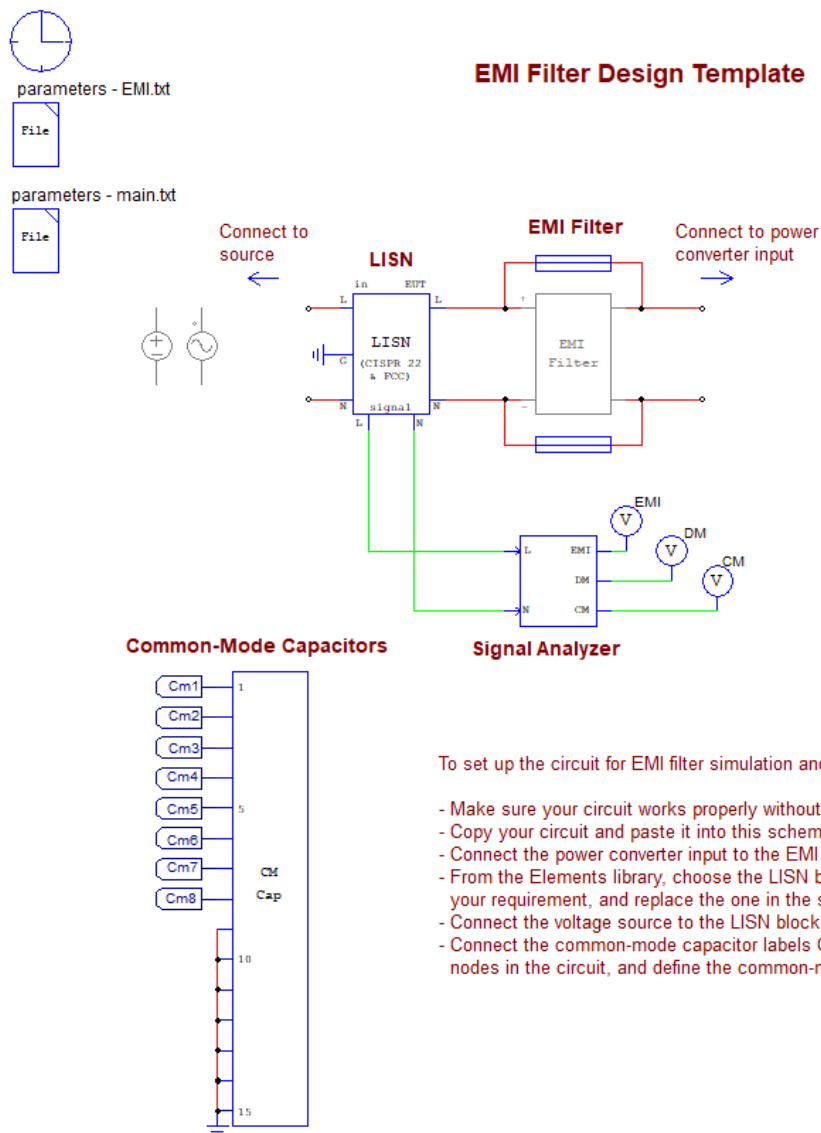 EMI Filter Design Template
parameters - EMI.txt
File
parameters - main.txt
File
Connect to
source
LISN
EMI Filter
Connect to power
converter input
in EUT
L L
LISN
(CISPR 22
& FCC)
G
N signal N
L N
+
EMI
Filter
-
EMI
V
DM
V
CM
V
L EMI
DM
N CM
Signal Analyzer
Common-Mode Capacitors
Cm1 1
Cm2
Cm3
Cm4
Cm5 5
Cm6
Cm7
Cm8
CM
Cap
10
15
To set up the circuit for EMI filter simulation and
- Make sure your circuit works properly without
- Copy your circuit and paste it into this schem
- Connect the power converter input to the EMI
- From the Elements library, choose the LISN b
your requirement, and replace the one in the s
- Connect the voltage source to the LISN block
- Connect the common-mode capacitor labels C
nodes in the circuit, and define the common-m